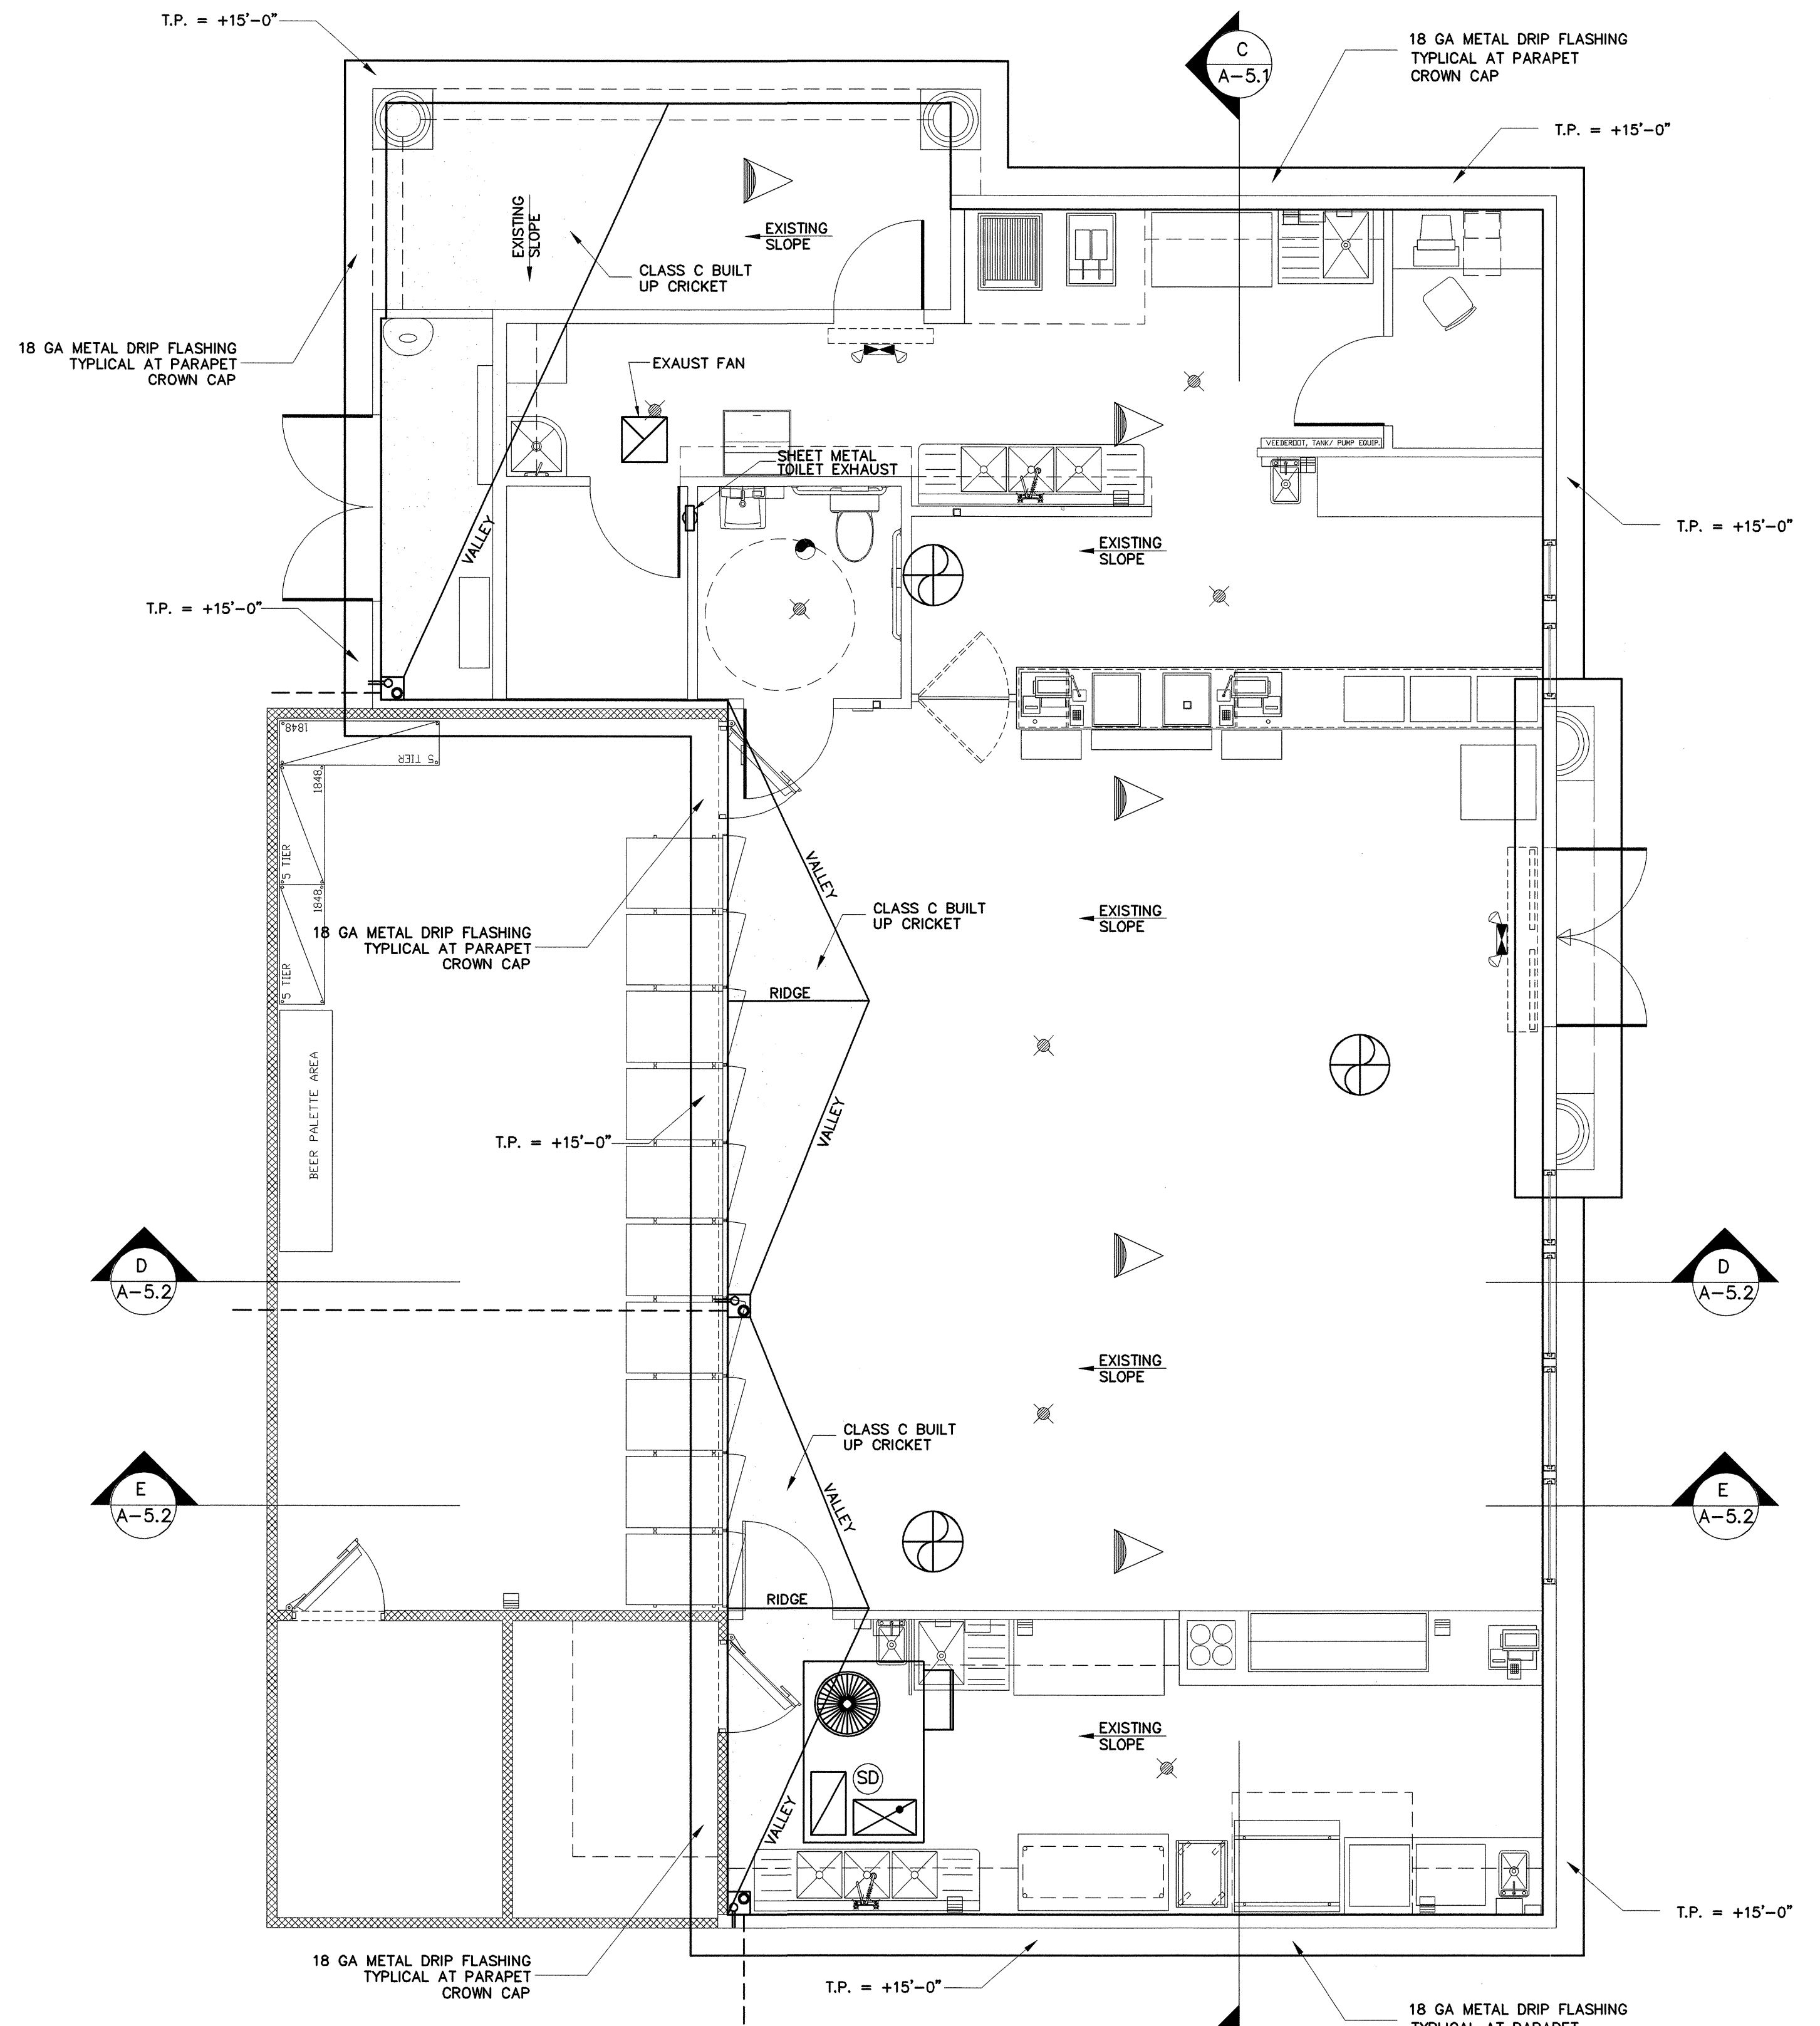 T.P. = +15'-0"
C
A-5.1
18 GA METAL DRIP FLASHING
TYPLICAL AT PARAPET
CROWN CAP
T.P. = +15'-0"
EXISTING
SLOPE
EXISTING
SLOPE
CLASS C BUILT
UP CRICKET
18 GA METAL DRIP FLASHING
TYPLICAL AT PARAPET
CROWN CAP
EXAUST FAN
VEEDEROOT, TANK/ PUMP EQUIP.
SHEET METAL
TOILET EXHAUST
VALLEY
EXISTING
SLOPE
T.P. = +15'-0"
T.P. = +15'-0"
1848
5 TIER
1848
5 TIER
1848
5 TIER
VALLEY
CLASS C BUILT
UP CRICKET
EXISTING
SLOPE
18 GA METAL DRIP FLASHING
TYPLICAL AT PARAPET
CROWN CAP
RIDGE
BEER PALETTE AREA
VALLEY
T.P. = +15'-0"
D
A-5.2
D
A-5.2
EXISTING
SLOPE
CLASS C BUILT
UP CRICKET
VALLEY
E
A-5.2
E
A-5.2
RIDGE
EXISTING
SLOPE
SD
VALLEY
T.P. = +15'-0"
18 GA METAL DRIP FLASHING
TYPLICAL AT PARAPET
CROWN CAP
T.P. = +15'-0"
18 GA METAL DRIP FLASHING
TYPLICAL AT PARAPET